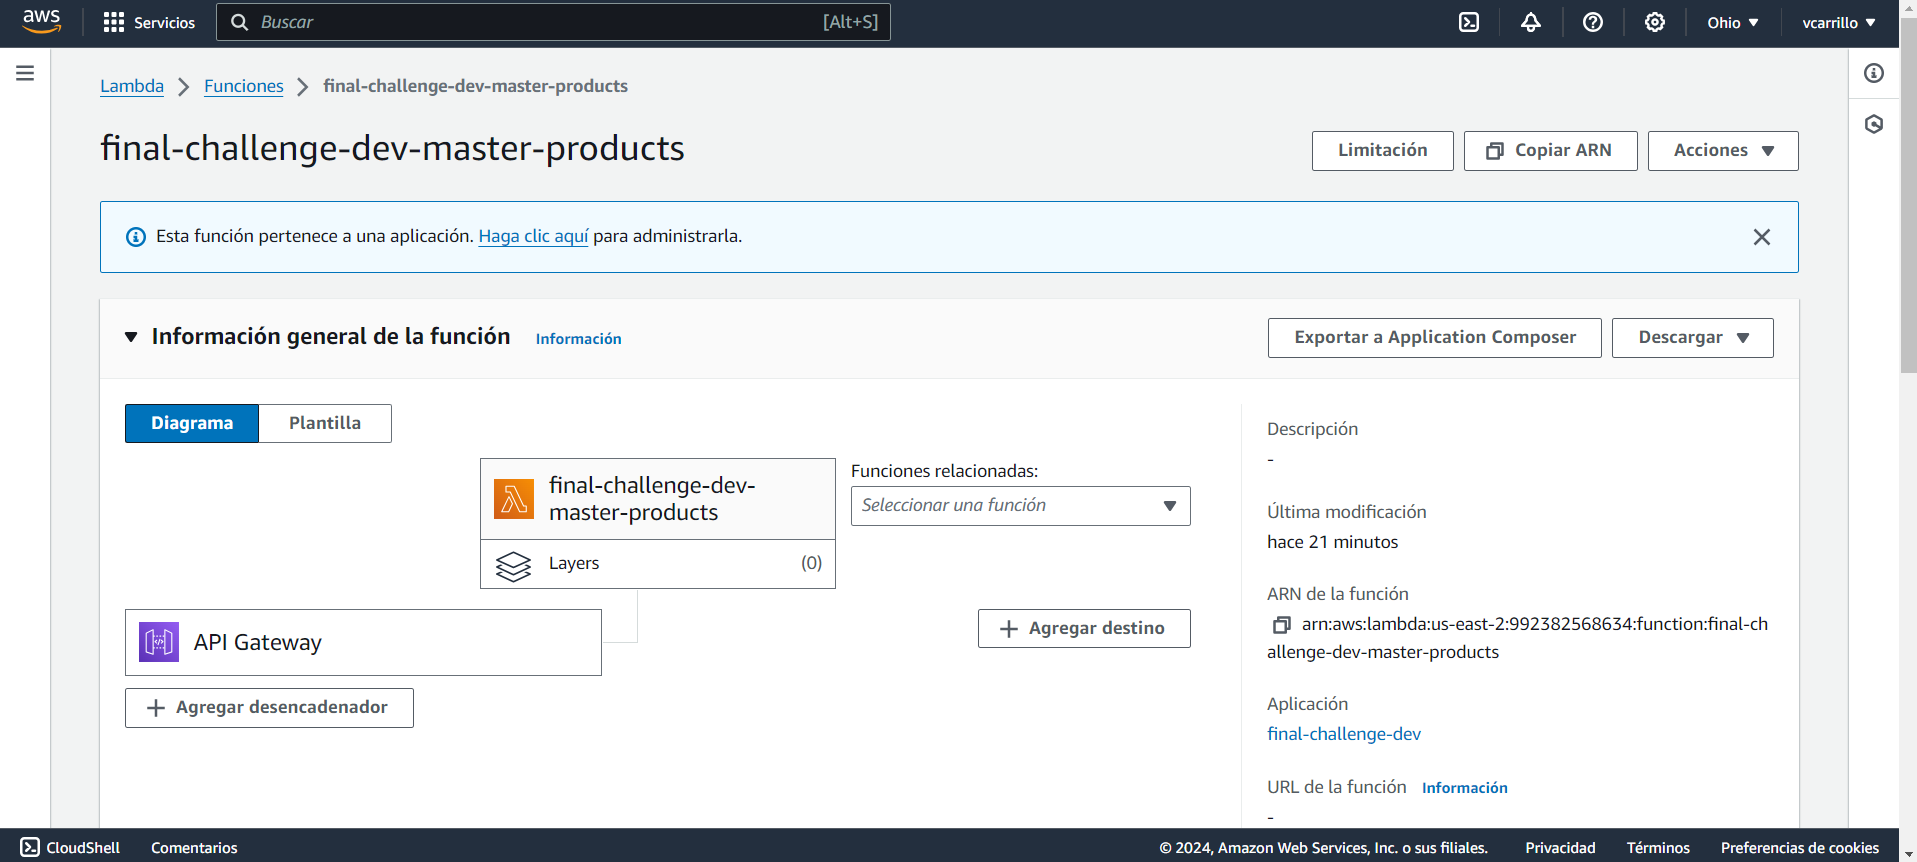 aws
Servicios
Buscar
[Alt+S]
Ohio
vcarrillo
Lambda
Funciones
final-challenge-dev-master-products
final-challenge-dev-master-products
Limitación
Copiar ARN
Acciones
Esta función pertenece a una aplicación. Haga clic aquí para administrarla.
Información general de la función
Información
Exportar a Application Composer
Descargar
Diagrama
Plantilla
final-challenge-dev-
master-products
Layers
(0)
Funciones relacionadas:
Seleccionar una función
API Gateway
Agregar desencadenador
Agregar destino
Descripción
-
Última modificación
hace 21 minutos
ARN de la función
arn:aws:lambda:us-east-2:992382568634:function:final-ch
allenge-dev-master-products
Aplicación
final-challenge-dev
URL de la función
Información
-
CloudShell
Comentarios
© 2024, Amazon Web Services, Inc. o sus filiales.
Privacidad
Términos
Preferencias de cookies